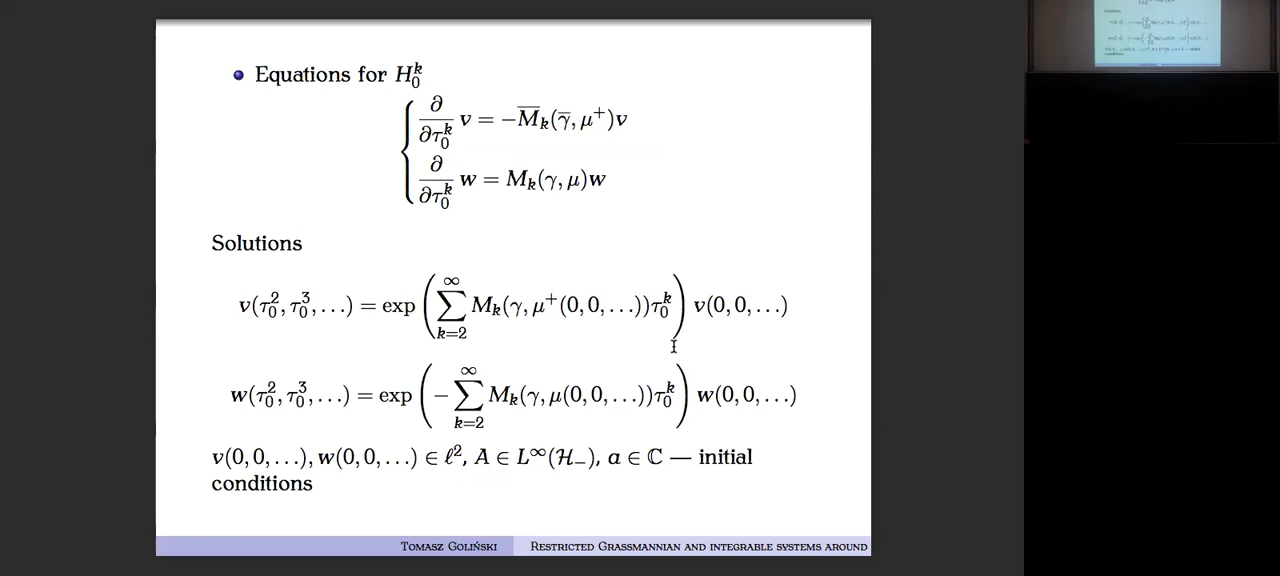 Equations for H_0^k
∂/∂τ_0^k v = −M̅_k(γ̅, μ^+)v
∂/∂τ_0^k w = M_k(γ, μ)w
Solutions
v(τ_0^2, τ_0^3, …) = exp(∑_{k=2}^∞ M_k(γ, μ^+(0, 0, …))τ_0^k) v(0, 0, …)
w(τ_0^2, τ_0^3, …) = exp(−∑_{k=2}^∞ M_k(γ, μ(0, 0, …))τ_0^k) w(0, 0, …)
v(0, 0, …), w(0, 0, …) ∈ ℓ^2, A ∈ L^∞(ℋ_−), a ∈ ℂ — initial
conditions
Tomasz Goliński Restricted Grassmannian and integrable systems around